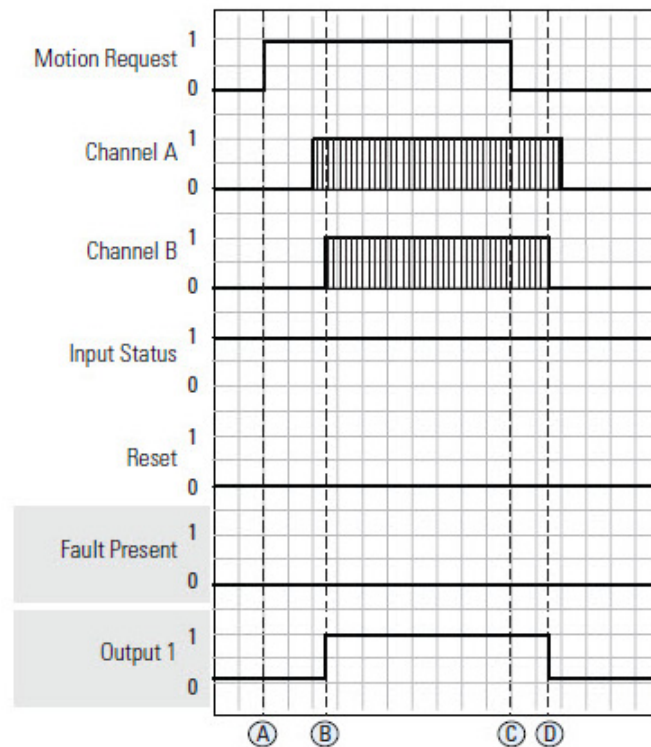 Motion Request
1
0
Channel A
1
0
Channel B
1
0
Input Status
1
0
Reset
1
0
Fault Present
1
0
Output 1
1
0
A B C D